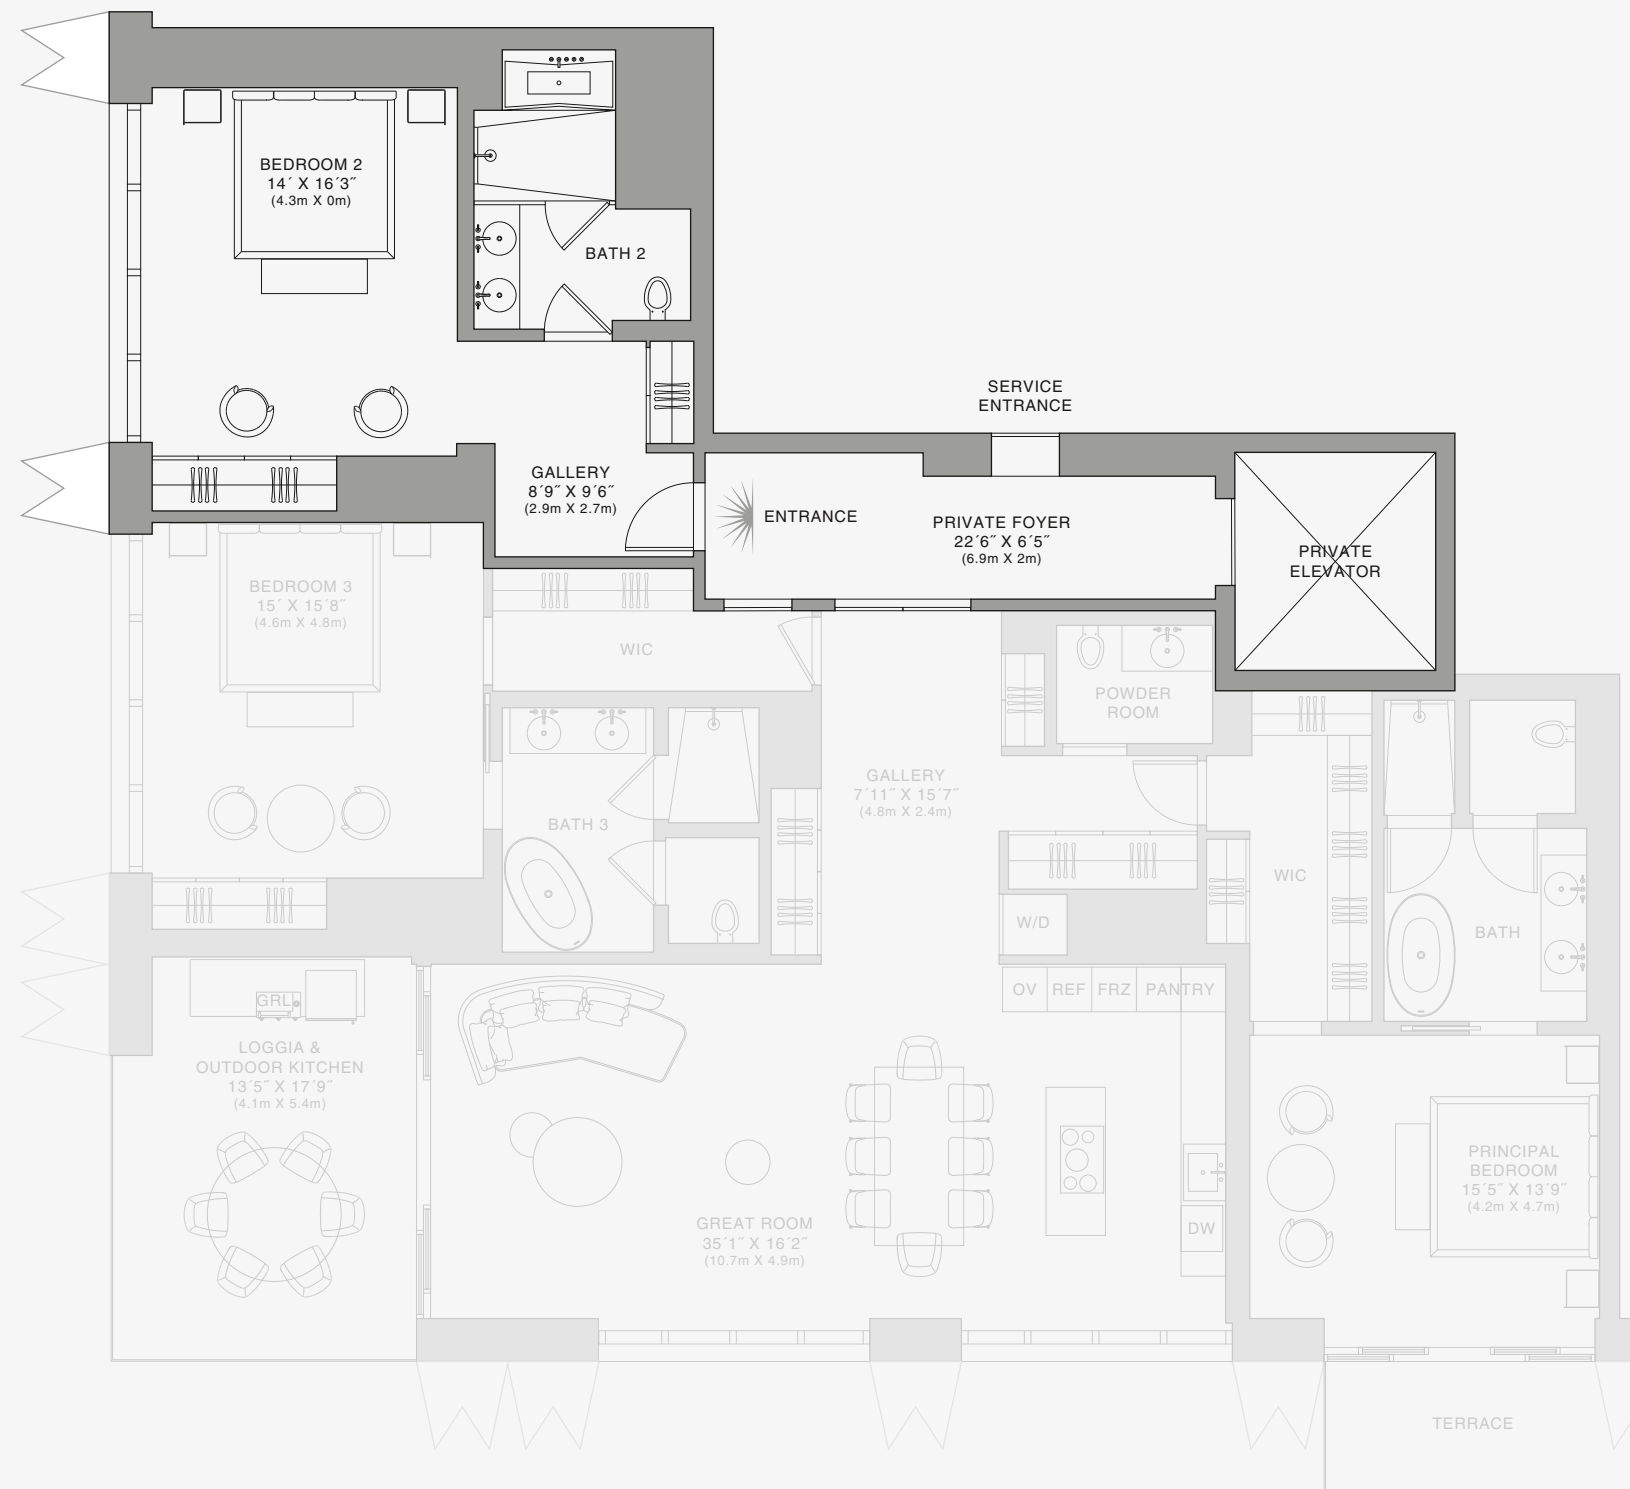 BEDROOM 2
14´ X 16´3˝
(4.3m X 0m)
BATH 2
SERVICE
ENTRANCE
GALLERY
8´9˝ X 9´6˝
(2.9m X 2.7m)
ENTRANCE
PRIVATE FOYER
22´6˝ X 6´5˝
(6.9m X 2m)
PRIVATE
ELEVATOR
BEDROOM 3
15´ X 15´8˝
(4.6m X 4.8m)
WIC
POWDER
ROOM
GALLERY
7´11˝ X 15´7˝
(4.8m X 2.4m)
BATH 3
WIC
W/D
BATH
OV
REF
FRZ
PANTRY
GRL
LOGGIA &
OUTDOOR KITCHEN
13´5˝ X 17´9˝
(4.1m X 5.4m)
PRINCIPAL
BEDROOM
15´5˝ X 13´9˝
(4.2m X 4.7m)
GREAT ROOM
35´1˝ X 16´2˝
(10.7m X 4.9m)
DW
TERRACE